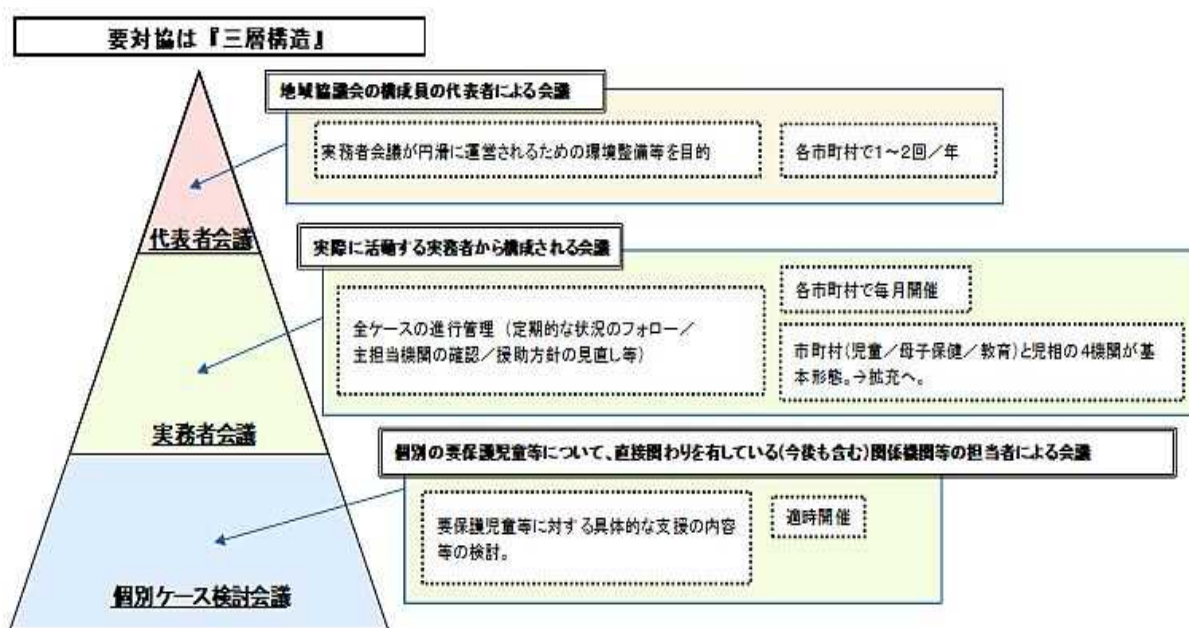 要対協は『三層構造』
地域協議会の構成員の代表者による会議
実務者会議が円滑に運営されるための環境整備等を目的
各市町村で1～2回／年
代表者会議
実際に活動する実務者から構成される会議
各市町村で毎月開催
全ケースの進行管理（定期的な状況のフォロー／
主担当機関の確認／援助方針の見直し等）
市町村(児童／母子保健／教育)と児相の4機関が基
本形態。→拡充へ。
実務者会議
個別の要保護児童等について、直接関わりを有している(今後も含む)関係機関等の担当者による会議
要保護児童等に対する具体的な支援の内容
等の検討。
適時開催
個別ケース検討会議